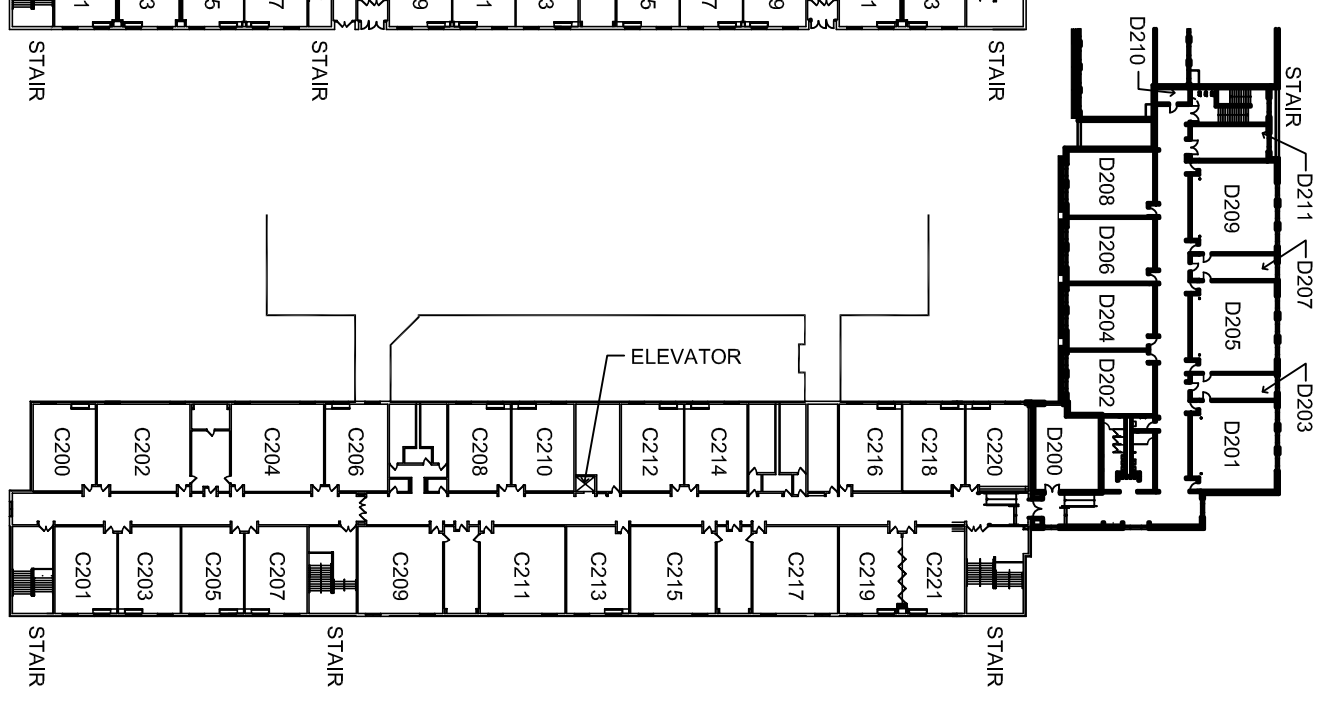 STAIR
STAIR
STAIR
D210
STAIR
D211
D208
D209
D206
D207
D204
D205
D202
D203
D201
D200
ELEVATOR
C200
C202
C204
C206
C208
C210
C212
C214
C216
C218
C220
C201
C203
C205
C207
C209
C211
C213
C215
C217
C219
C221
STAIR
STAIR
STAIR